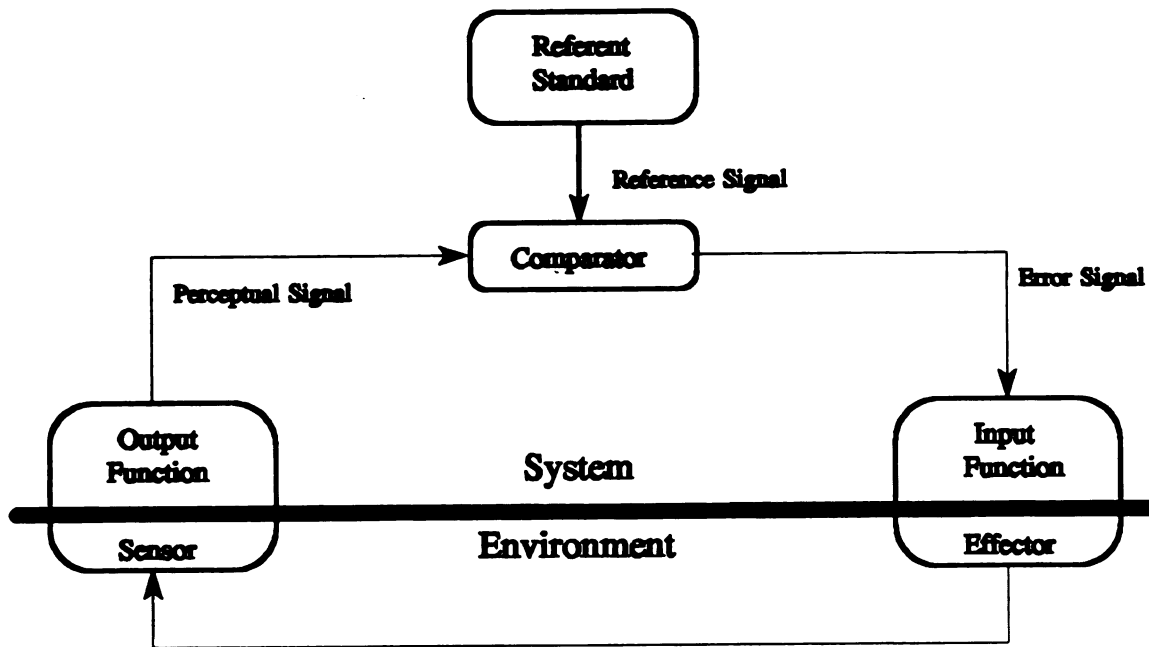 Referent
Standard
Reference Signal
Comparator
Perceptual Signal
Error Signal
Output
Function
Input
Function
System
Sensor
Environment
Effector